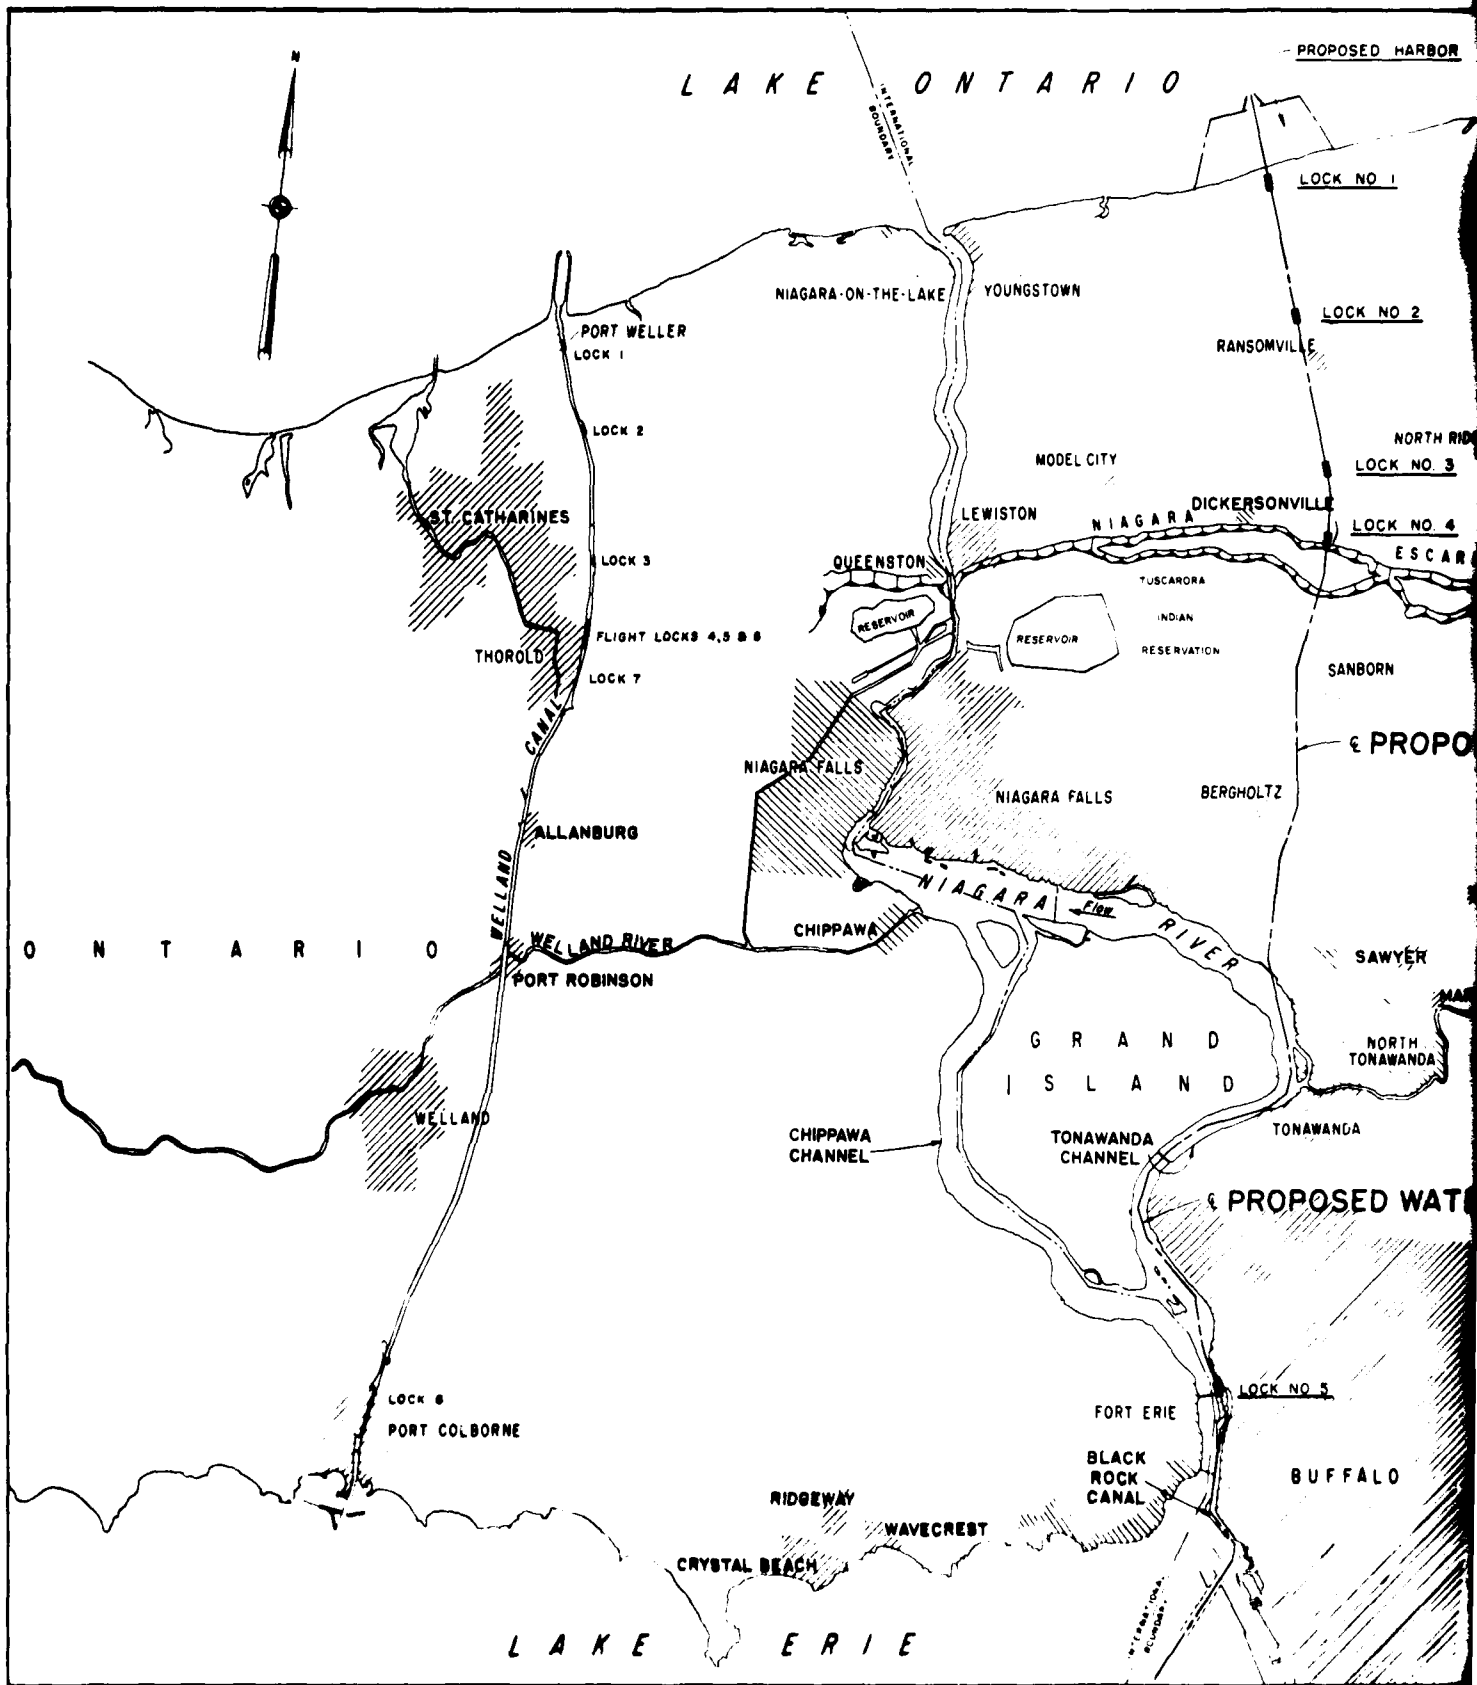 N
PROPOSED HARBOR
LAKE ONTARIO
INTERNATIONAL
BOUNDARY
LOCK NO 1
NIAGARA-ON-THE-LAKE
YOUNGSTOWN
LOCK NO 2
PORT WELLER
RANSOMVILLE
LOCK 1
LOCK 2
NORTH RID
MODEL CITY
LOCK NO. 3
DICKERSONVILLE
LEWISTON
ST. CATHARINES
NIAGARA
LOCK NO. 4
ESCAR
LOCK 3
QUEENSTON
TUSCARORA
INDIAN
RESERVATION
RESERVOIR
RESERVOIR
FLIGHT LOCKS 4,5 & 6
THOROLD
LOCK 7
SANBORN
CANAL
℄ PROPO
NIAGARA FALLS
NIAGARA FALLS
BERGHOLTZ
ALLANBURG
WELLAND
NIAGARA
Flow
RIVER
CHIPPAWA
ONTARIO
WELLAND RIVER
PORT ROBINSON
SAWYER
MAR
GRAND
ISLAND
NORTH
TONAWANDA
WELLAND
CHIPPAWA
CHANNEL
TONAWANDA
CHANNEL
TONAWANDA
℄ PROPOSED WAT
LOCK 8
PORT COLBORNE
LOCK NO 5
FORT ERIE
BLACK
ROCK
CANAL
BUFFALO
RIDGEWAY
WAVECREST
CRYSTAL BEACH
INTERNATIONAL
BOUNDARY
LAKE ERIE